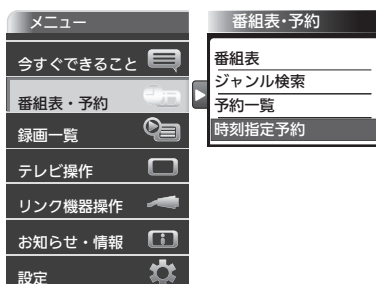 メニュー
今すぐできること
番組表・予約
録画一覧
テレビ操作
リンク機器操作
お知らせ・情報
設定
番組表・予約
番組表
ジャンル検索
予約一覧
時刻指定予約